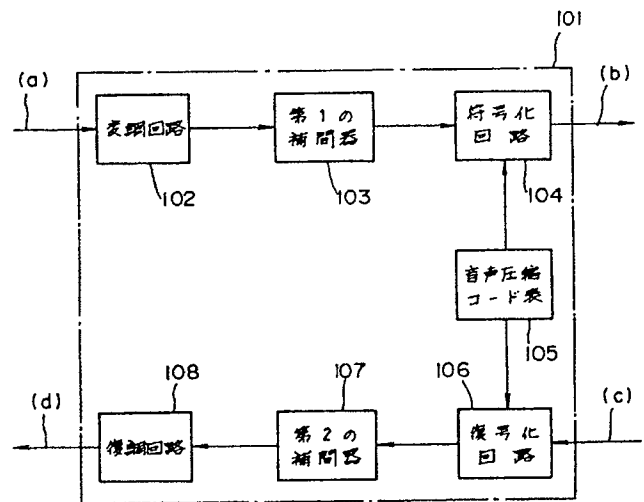 101
(a)
(b)
変調回路
第1の
補間器
符号化
回路
102
103
104
音声圧縮
コード表
105
106
107
108
(d)
(c)
復調回路
第2の
補間器
復号化
回路